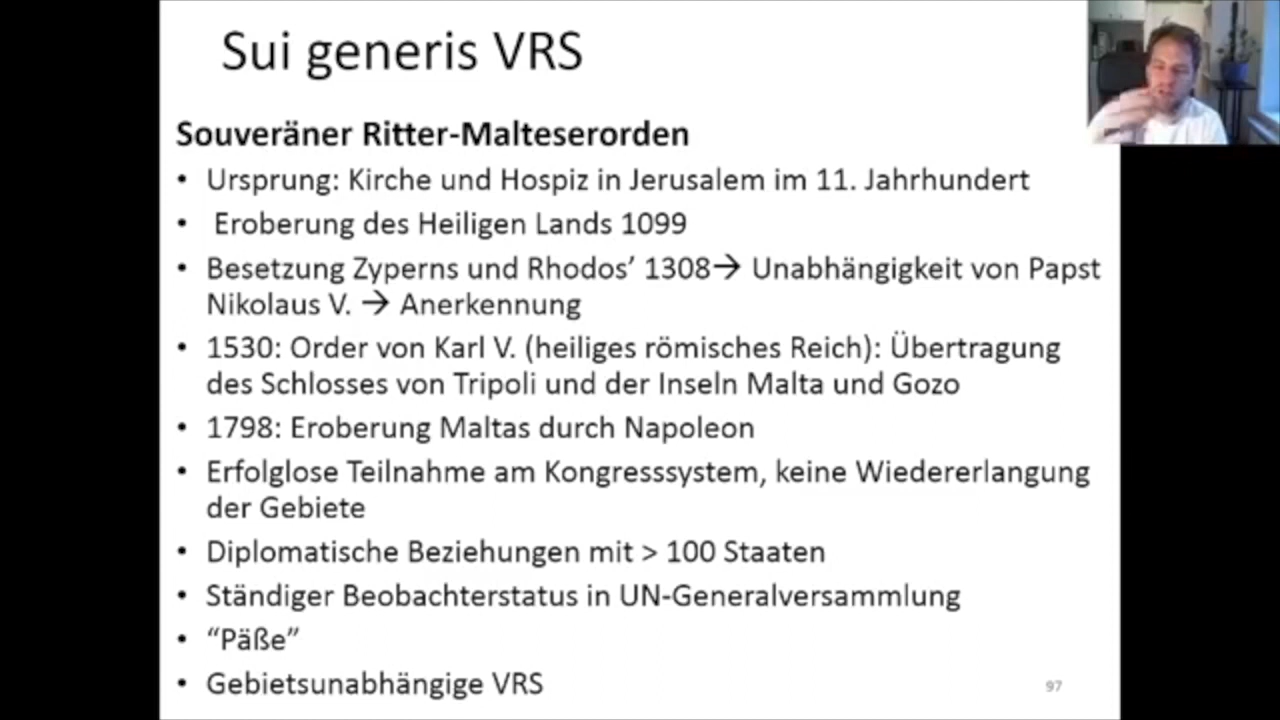 Sui generis VRS
Souveräner Ritter-Malteserorden
• Ursprung: Kirche und Hospiz in Jerusalem im 11. Jahrhundert
• Eroberung des Heiligen Lands 1099
• Besetzung Zyperns und Rhodos’ 1308→ Unabhängigkeit von Papst
Nikolaus V. → Anerkennung
• 1530: Order von Karl V. (heiliges römisches Reich): Übertragung
des Schlosses von Tripoli und der Inseln Malta und Gozo
• 1798: Eroberung Maltas durch Napoleon
• Erfolglose Teilnahme am Kongresssystem, keine Wiedererlangung
der Gebiete
• Diplomatische Beziehungen mit > 100 Staaten
• Ständiger Beobachterstatus in UN-Generalversammlung
• “Päße”
• Gebietsunabhängige VRS
97